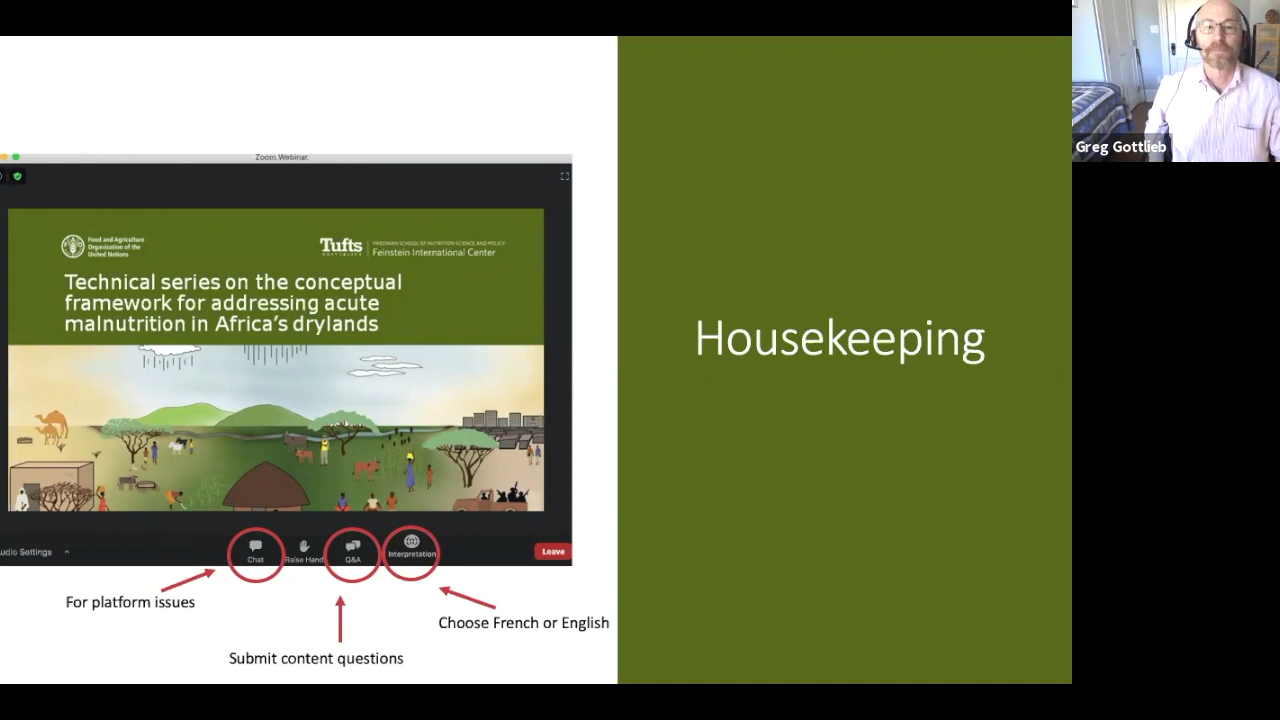 Zoom Webinar
Food and Agriculture
Organization of the
United Nations
Tufts
UNIVERSITY
FRIEDMAN SCHOOL OF NUTRITION SCIENCE AND POLICY
Feinstein International Center
Technical series on the conceptual
framework for addressing acute
malnutrition in Africa's drylands
udio Settings
Chat
Raise Hand
Q&A
Interpretation
Leave
For platform issues
Submit content questions
Choose French or English
Housekeeping
Greg Gottlieb